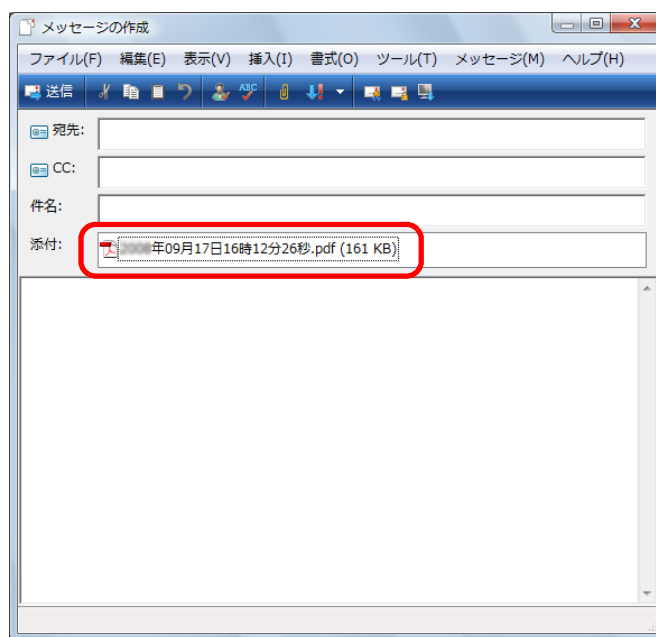 メッセージの作成
ファイル(F) 編集(E) 表示(V) 挿入(I) 書式(O) ツール(T) メッセージ(M) ヘルプ(H)
送信 ABC
宛先:
CC:
件名:
添付: 年09月17日16時12分26秒.pdf (161 KB)